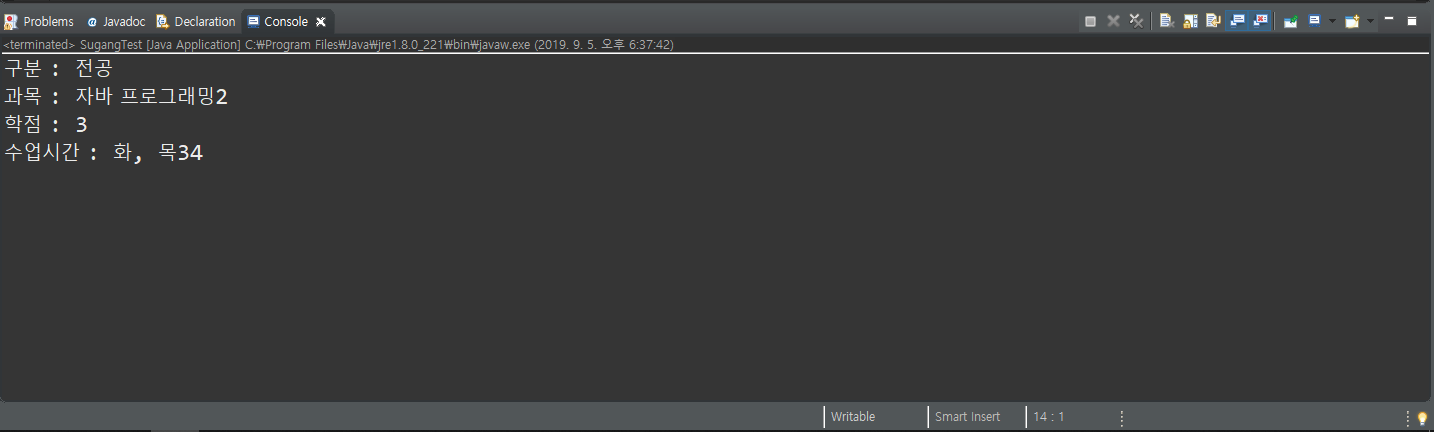 Problems @ Javadoc Declaration Console
<terminated> SugangTest [Java Application] C:₩Program Files₩Java₩jre1.8.0_221₩bin₩javaw.exe (2019. 9. 5. 오후 6:37:42)
구분 : 전공
과목 : 자바 프로그래밍2
학점 : 3
수업시간 : 화, 목34
Writable Smart Insert 14 : 1